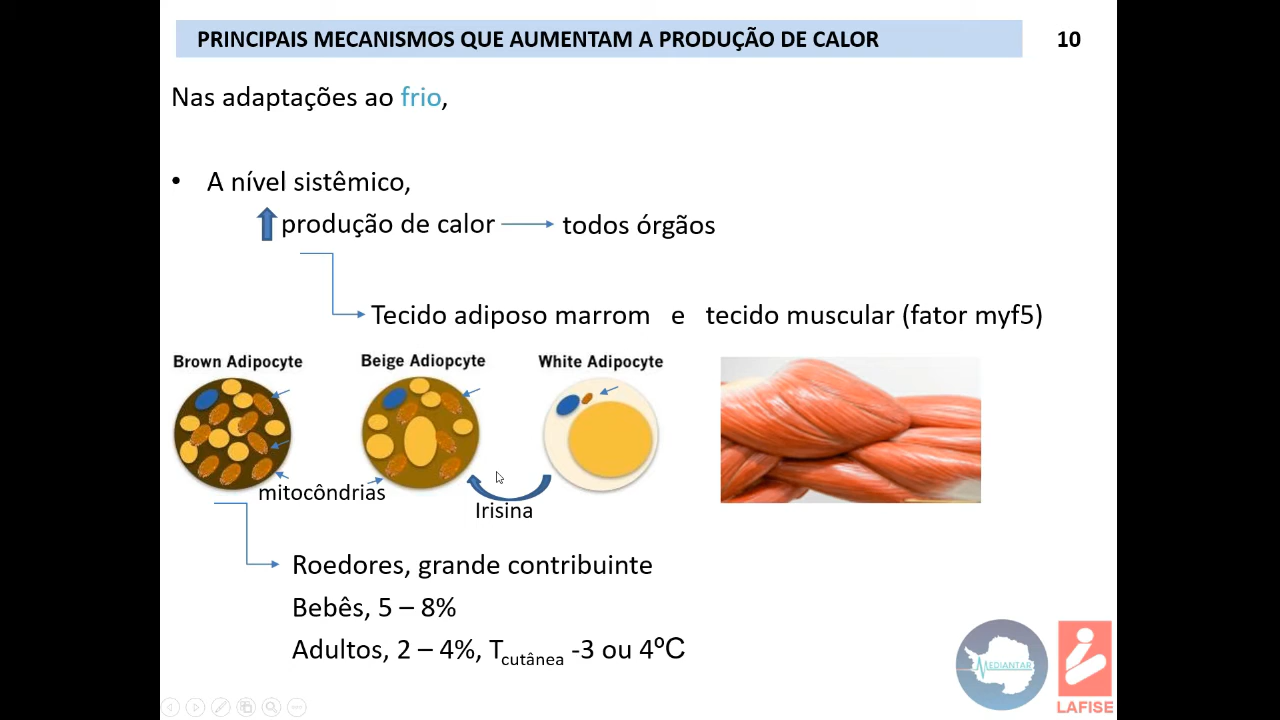 PRINCIPAIS MECANISMOS QUE AUMENTAM A PRODUÇÃO DE CALOR
10
Nas adaptações ao frio,
• A nível sistêmico,
produção de calor todos órgãos
Tecido adiposo marrom e tecido muscular (fator myf5)
Brown Adipocyte Beige Adiopcyte White Adipocyte
mitocôndrias
Irisina
Roedores, grande contribuinte
Bebês, 5 – 8%
Adultos, 2 – 4%, Tcutânea -3 ou 4ºC
MEDIANTAR
LAFISE